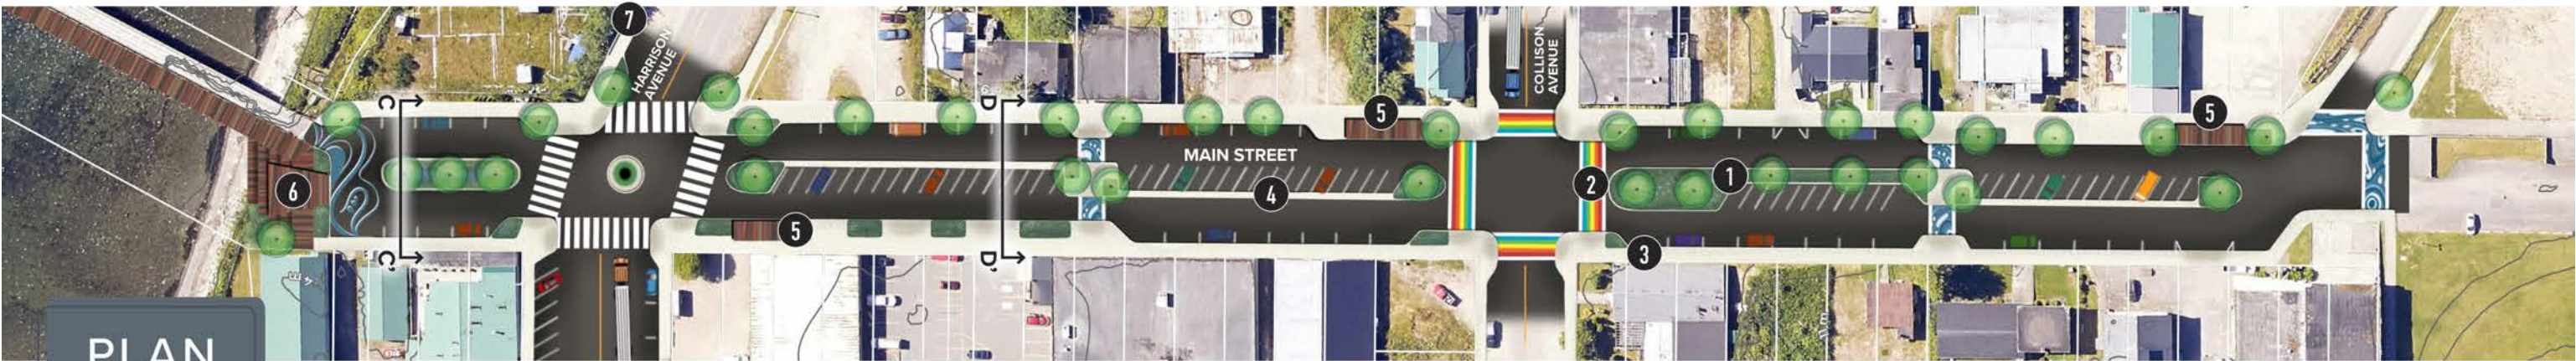 7
HARRISON
AVENUE
COLLISON
AVENUE
C
D
5
5
MAIN STREET
6
4
2
1
5
3
C'
D'
PLAN